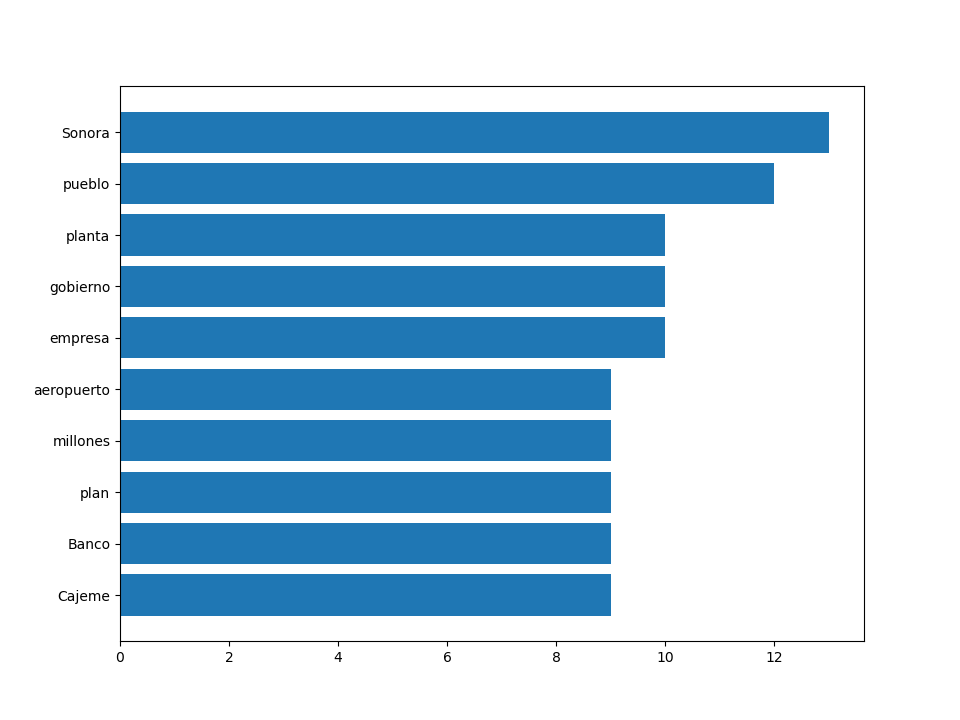 Sonora
pueblo
planta
gobierno
empresa
aeropuerto
millones
plan
Banco
Cajeme
0 2 4 6 8 10 12